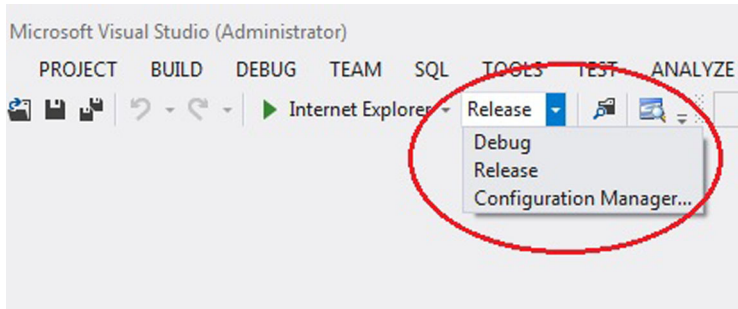 Microsoft Visual Studio (Administrator)
PROJECT BUILD DEBUG TEAM SQL TOOLS TEST ANALYZE
Internet Explorer Release
Debug
Release
Configuration Manager...